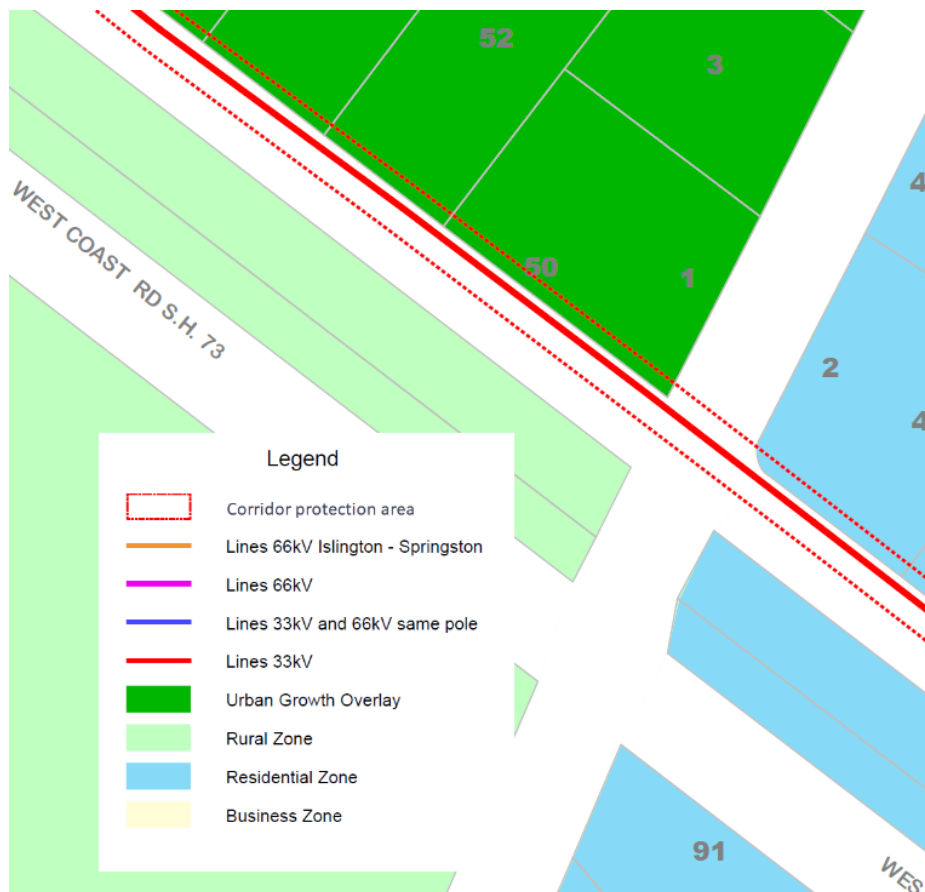 52
3
4
WEST COAST RD S.H. 73
50
1
2
4
Legend
Corridor protection area
Lines 66kV Islington - Springston
Lines 66kV
Lines 33kV and 66kV same pole
Lines 33kV
Urban Growth Overlay
Rural Zone
Residential Zone
Business Zone
91
WES